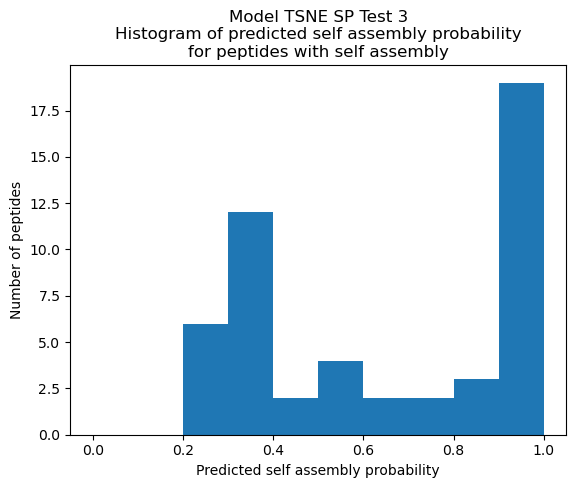 Model TSNE SP Test 3
Histogram of predicted self assembly probability
for peptides with self assembly
Number of peptides
17.5
15.0
12.5
10.0
7.5
5.0
2.5
0.0
0.0 0.2 0.4 0.6 0.8 1.0
Predicted self assembly probability